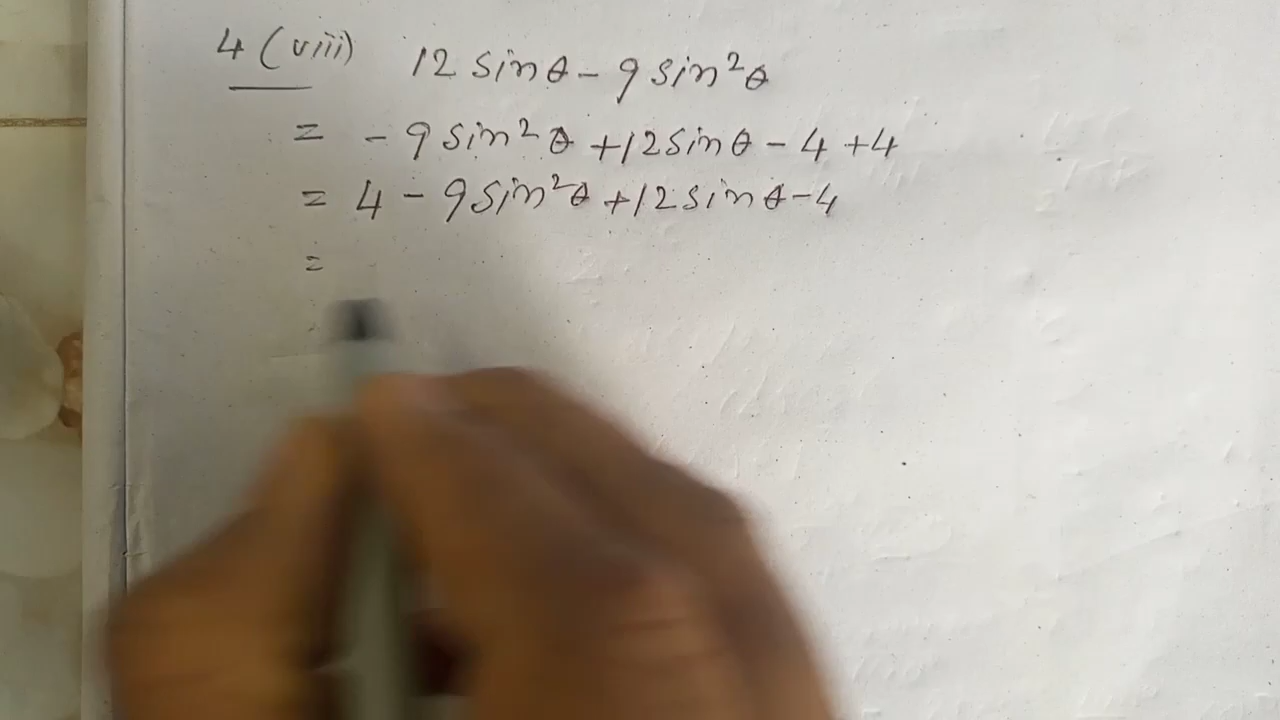 4 (viii) 12 sinθ - 9 sin²θ
= - 9 sin²θ + 12 sinθ - 4 + 4
= 4 - 9 sin²θ + 12 sinθ - 4
=